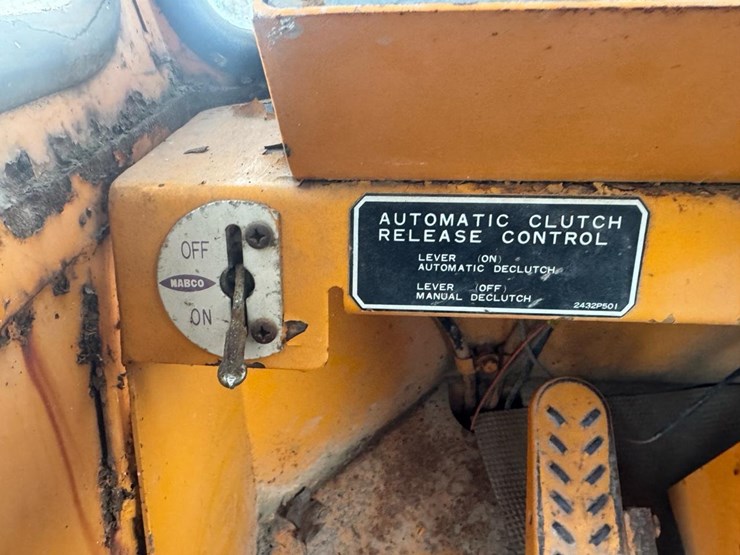 OFF
NABCO
ON
AUTOMATIC CLUTCH
RELEASE CONTROL
LEVER (ON)
AUTOMATIC DECLUTCH
LEVER (OFF)
MANUAL DECLUTCH
2432P501